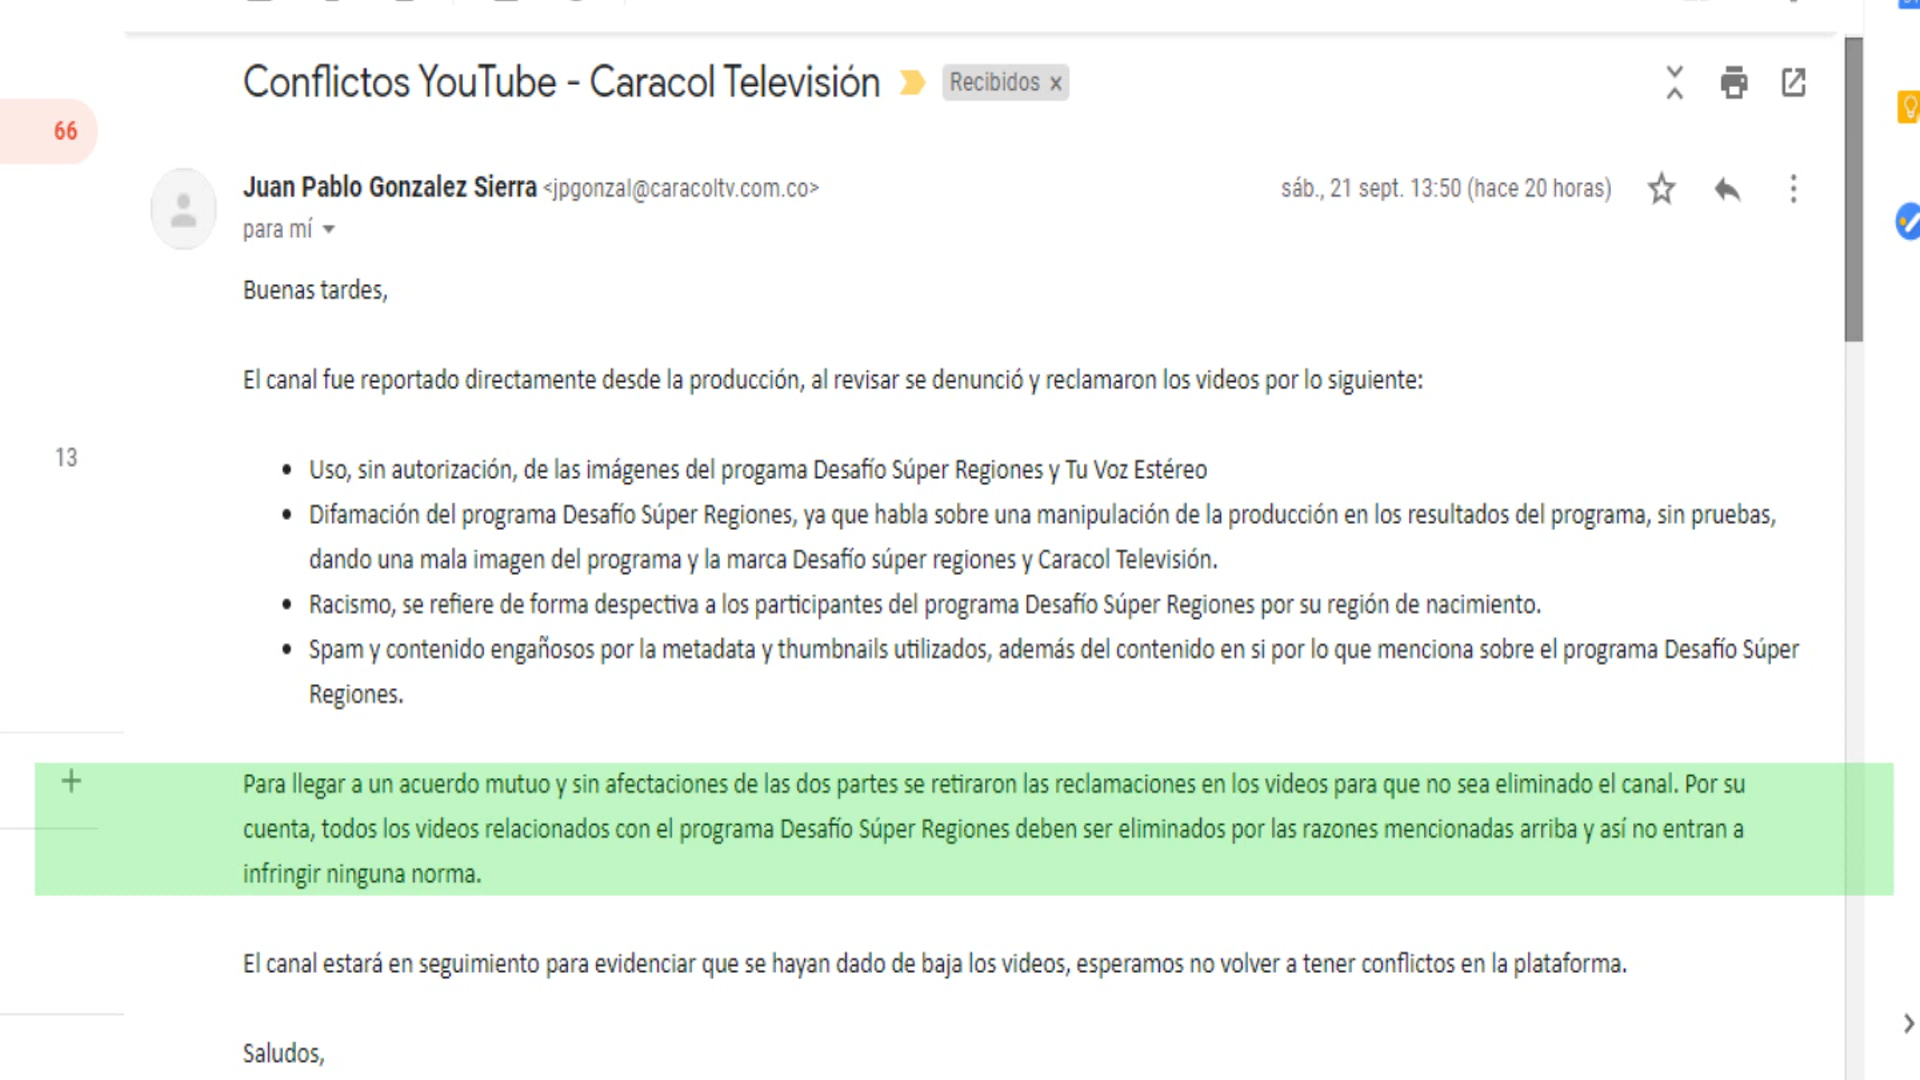 Conflictos YouTube - Caracol Televisión
Recibidos x
66
Juan Pablo Gonzalez Sierra <jpgonzal@caracoltv.com.co>
sáb., 21 sept. 13:50 (hace 20 horas)
para mí
Buenas tardes,
El canal fue reportado directamente desde la producción, al revisar se denunció y reclamaron los videos por lo siguiente:
13
• Uso, sin autorización, de las imágenes del progama Desafío Súper Regiones y Tu Voz Estéreo
• Difamación del programa Desafío Súper Regiones, ya que habla sobre una manipulación de la producción en los resultados del programa, sin pruebas,
dando una mala imagen del programa y la marca Desafío súper regiones y Caracol Televisión.
• Racismo, se refiere de forma despectiva a los participantes del programa Desafío Súper Regiones por su región de nacimiento.
• Spam y contenido engañosos por la metadata y thumbnails utilizados, además del contenido en si por lo que menciona sobre el programa Desafío Súper
Regiones.
Para llegar a un acuerdo mutuo y sin afectaciones de las dos partes se retiraron las reclamaciones en los videos para que no sea eliminado el canal. Por su
cuenta, todos los videos relacionados con el programa Desafío Súper Regiones deben ser eliminados por las razones mencionadas arriba y así no entran a
infringir ninguna norma.
El canal estará en seguimiento para evidenciar que se hayan dado de baja los videos, esperamos no volver a tener conflictos en la plataforma.
Saludos,